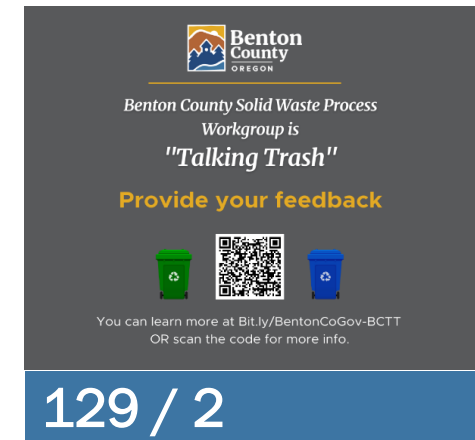 Benton
County
OREGON
Benton County Solid Waste Process
Workgroup is
"Talking Trash"
Provide your feedback
You can learn more at Bit.ly/BentonCoGov-BCTT
OR scan the code for more info.
129 / 2